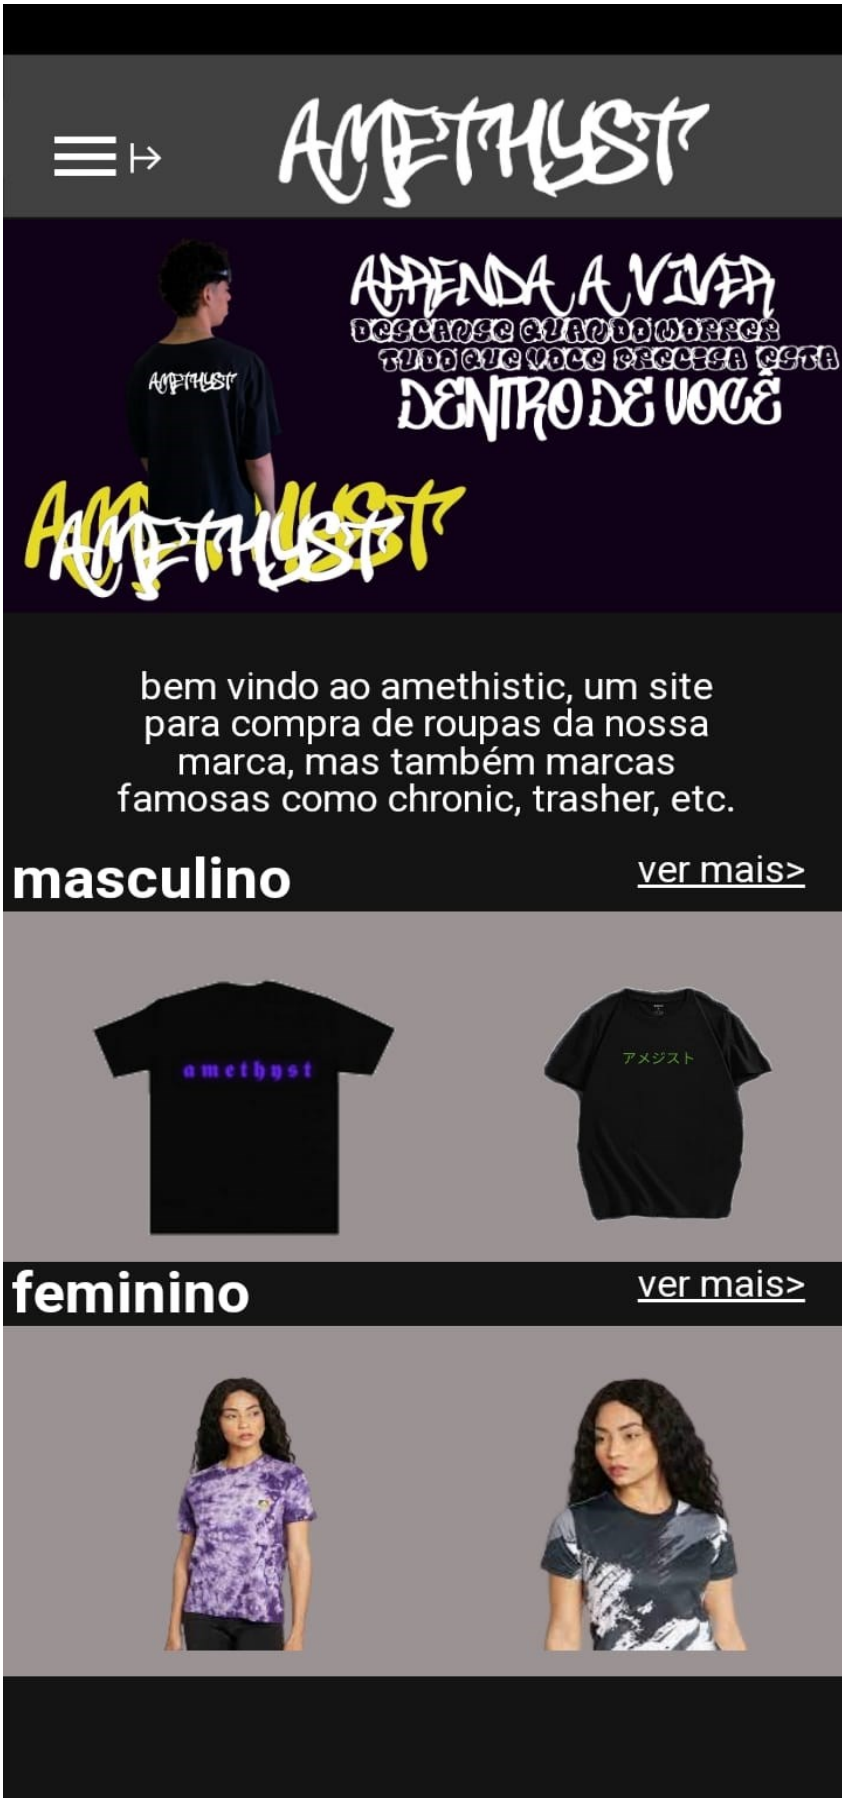 AMETHYST
APRENDA A VIVER
DESCANSE QUANDO MORRER
TUDO QUE VOCE PRECISA ESTA
DENTRO DE VOCÊ
AMETHYST
AMETHYST
AMETHYST
bem vindo ao amethistic, um site
para compra de roupas da nossa
marca, mas também marcas
famosas como chronic, trasher, etc.
masculino
ver mais>
amethyst
アメジスト
feminino
ver mais>